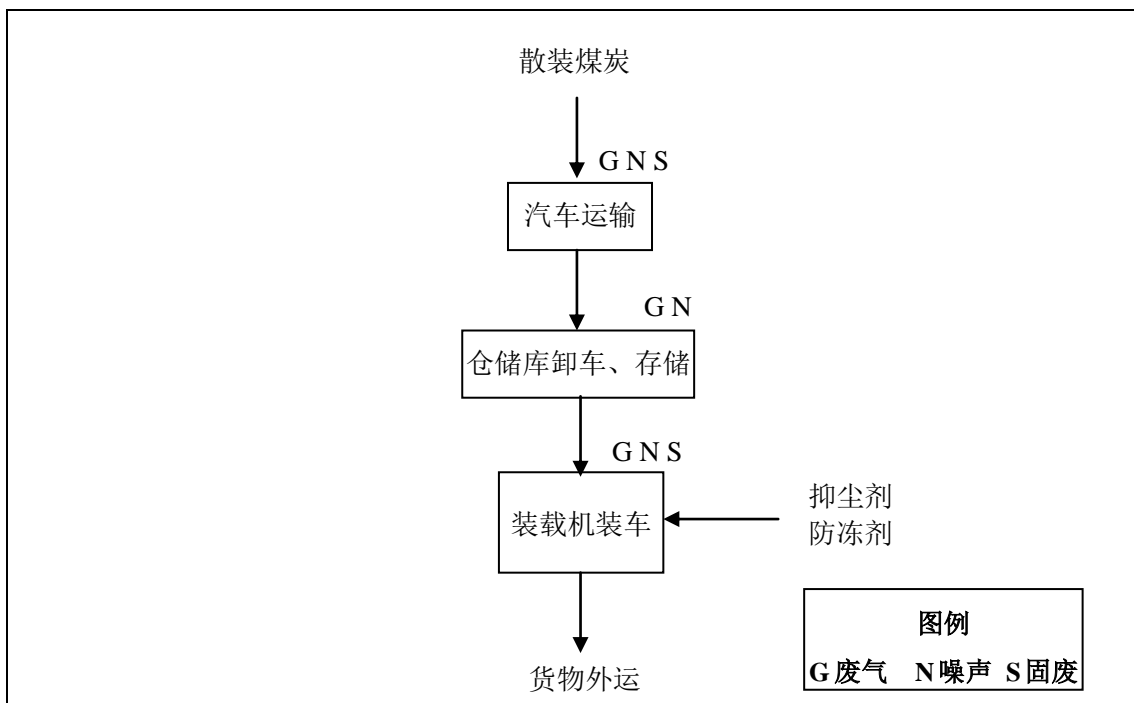 散装煤炭
G N S
汽车运输
G N
仓储库卸车、存储
G N S
装载机装车
抑尘剂
防冻剂
货物外运
图例
G废气 N噪声 S固废